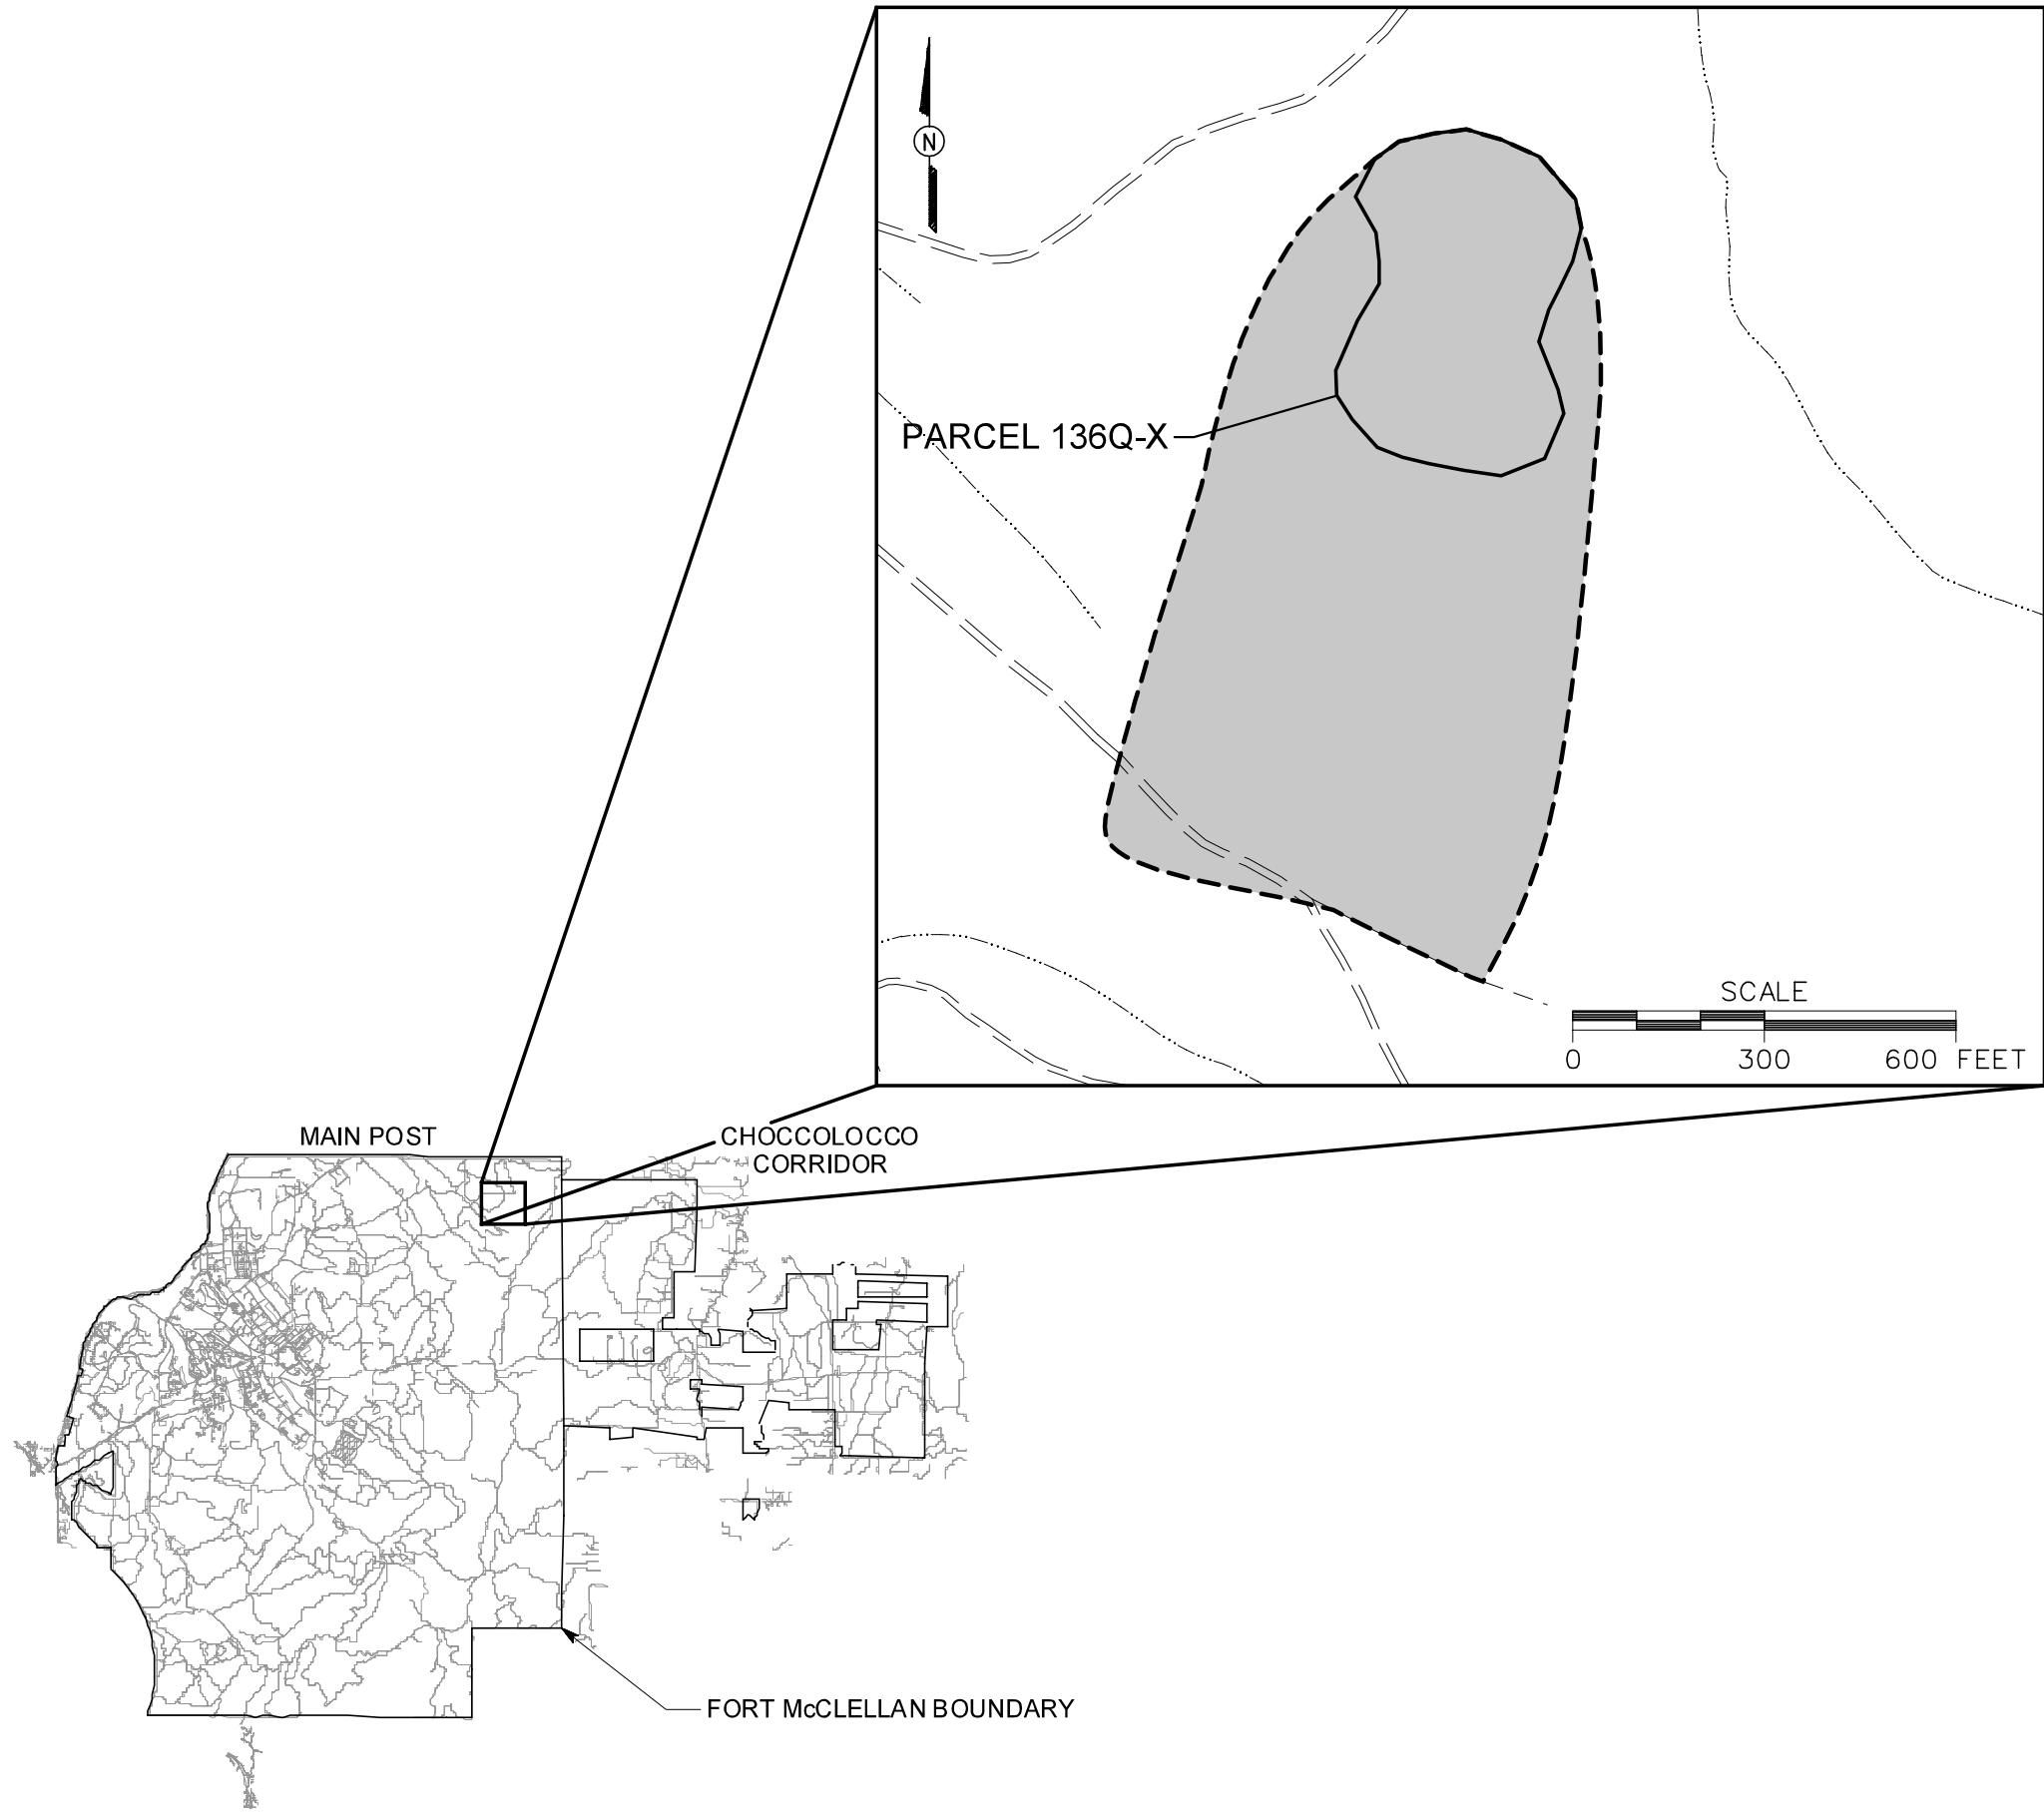 N
PARCEL 136Q-X
SCALE
0 300 600 FEET
MAIN POST
CHOCCOLOCCO
CORRIDOR
FORT McCLELLAN BOUNDARY